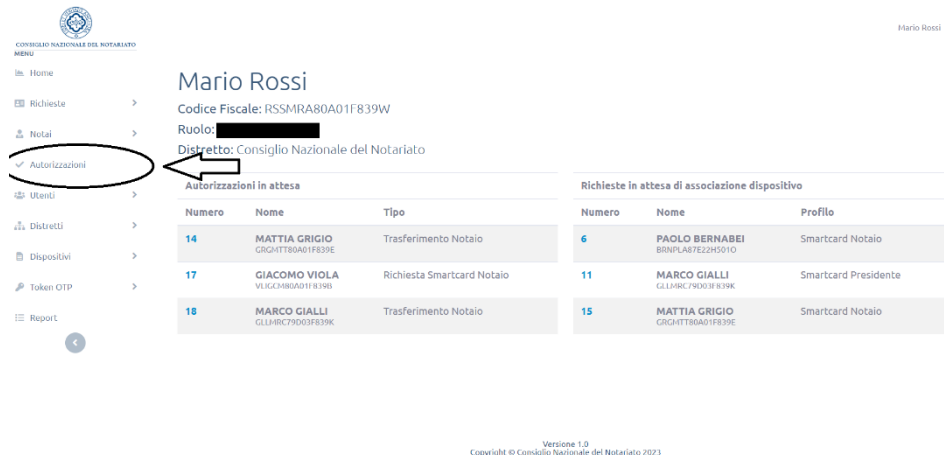 CONSIGLIO NAZIONALE DEL NOTARIATO
MENU
Home
Richieste
Notai
Autorizzazioni
Utenti
Distretti
Dispositivi
Token OTP
Report
Mario Rossi
Mario Rossi
Codice Fiscale: RSSMRA80A01F839W
Ruolo:
Distretto: Consiglio Nazionale del Notariato
Autorizzazioni in attesa
Numero Nome Tipo
14 MATTIA GRIGIO Trasferimento Notaio
GRGMTT80A01F839E
17 GIACOMO VIOLA Richiesta Smartcard Notaio
VLIGCM80A01F839B
18 MARCO GIALLI Trasferimento Notaio
GLLMRC79D03F839K
Richieste in attesa di associazione dispositivo
Numero Nome Profilo
6 PAOLO BERNABEI Smartcard Notaio
BRNPLA87E22H501O
11 MARCO GIALLI Smartcard Presidente
GLLMRC79D03F839K
15 MATTIA GRIGIO Smartcard Notaio
GRGMTT80A01F839E
Versione 1.0
Copyright © Consiglio Nazionale del Notariato 2023